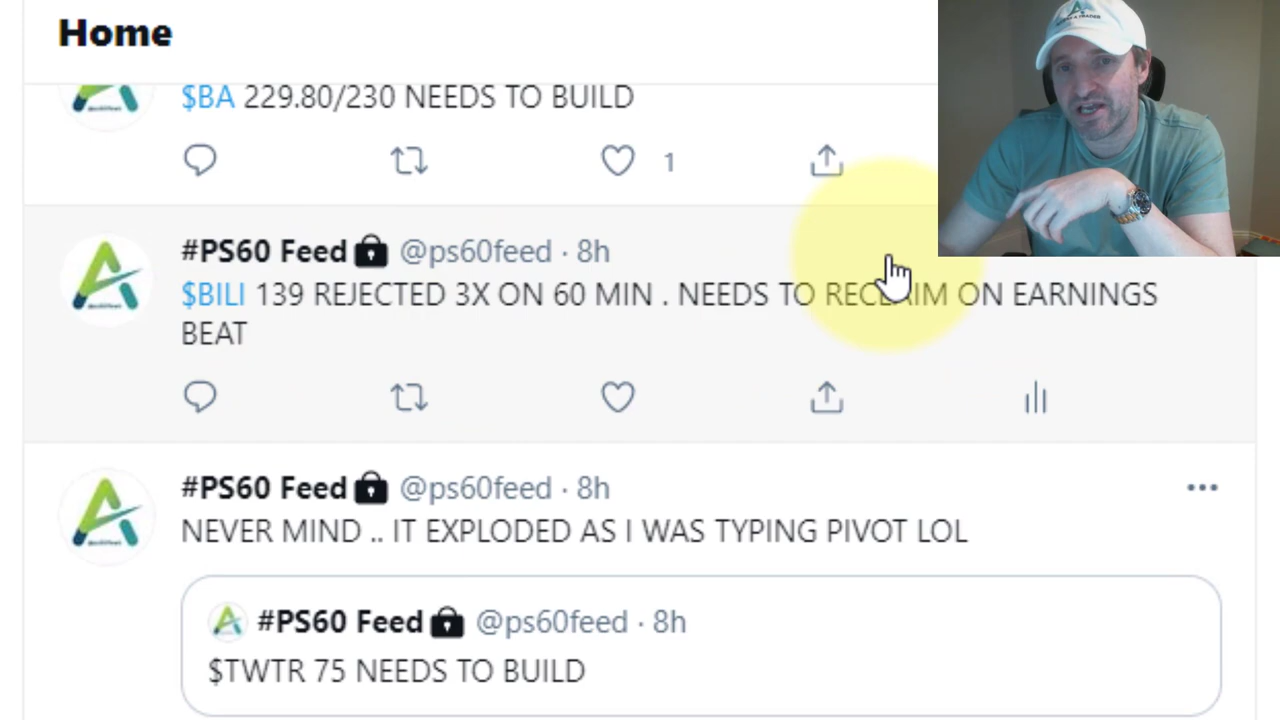 Home
$BA 229.80/230 NEEDS TO BUILD
1
#PS60 Feed @ps60feed · 8h
$BILI 139 REJECTED 3X ON 60 MIN . NEEDS TO RECLAIM ON EARNINGS
BEAT
#PS60 Feed @ps60feed · 8h
NEVER MIND .. IT EXPLODED AS I WAS TYPING PIVOT LOL
#PS60 Feed @ps60feed · 8h
$TWTR 75 NEEDS TO BUILD